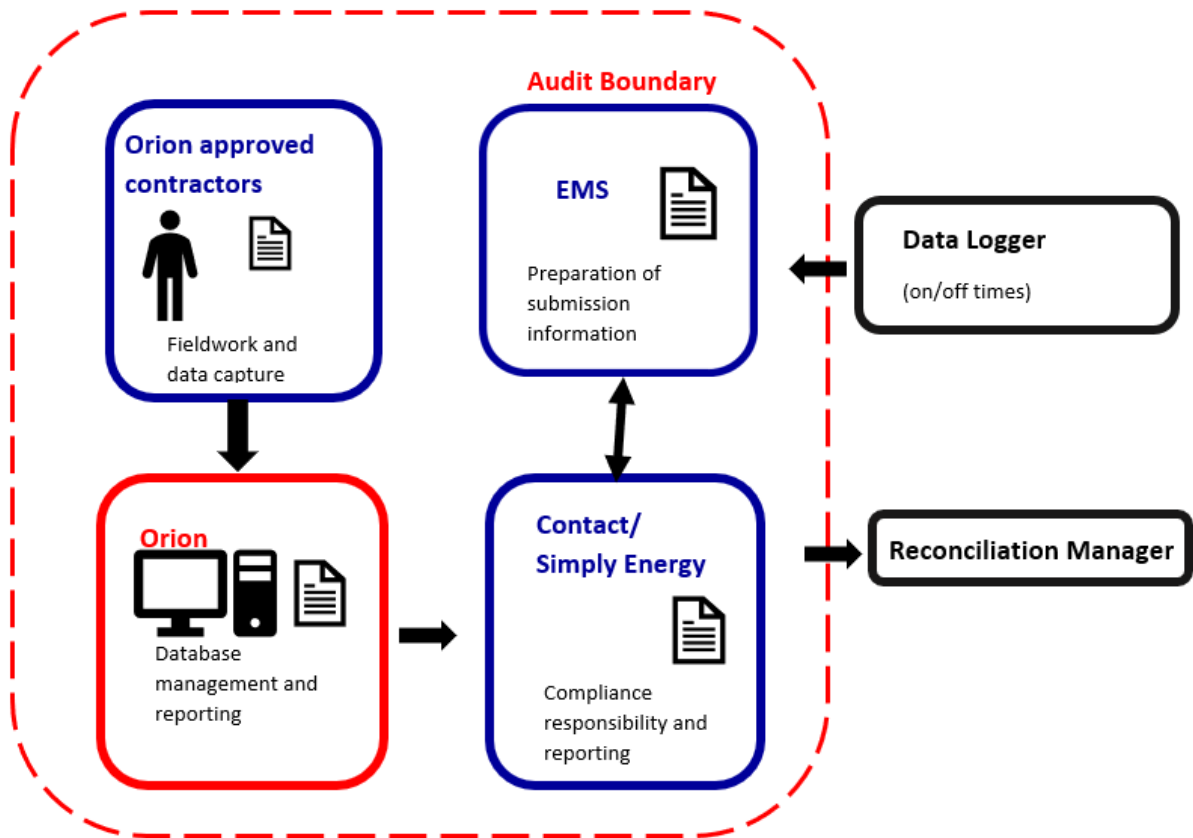 Audit Boundary
Orion approved
contractors
Fieldwork and
data capture
EMS
Preparation of
submission
information
Data Logger
(on/off times)
Orion
Database
management and
reporting
Contact/
Simply Energy
Compliance
responsibility and
reporting
Reconciliation Manager